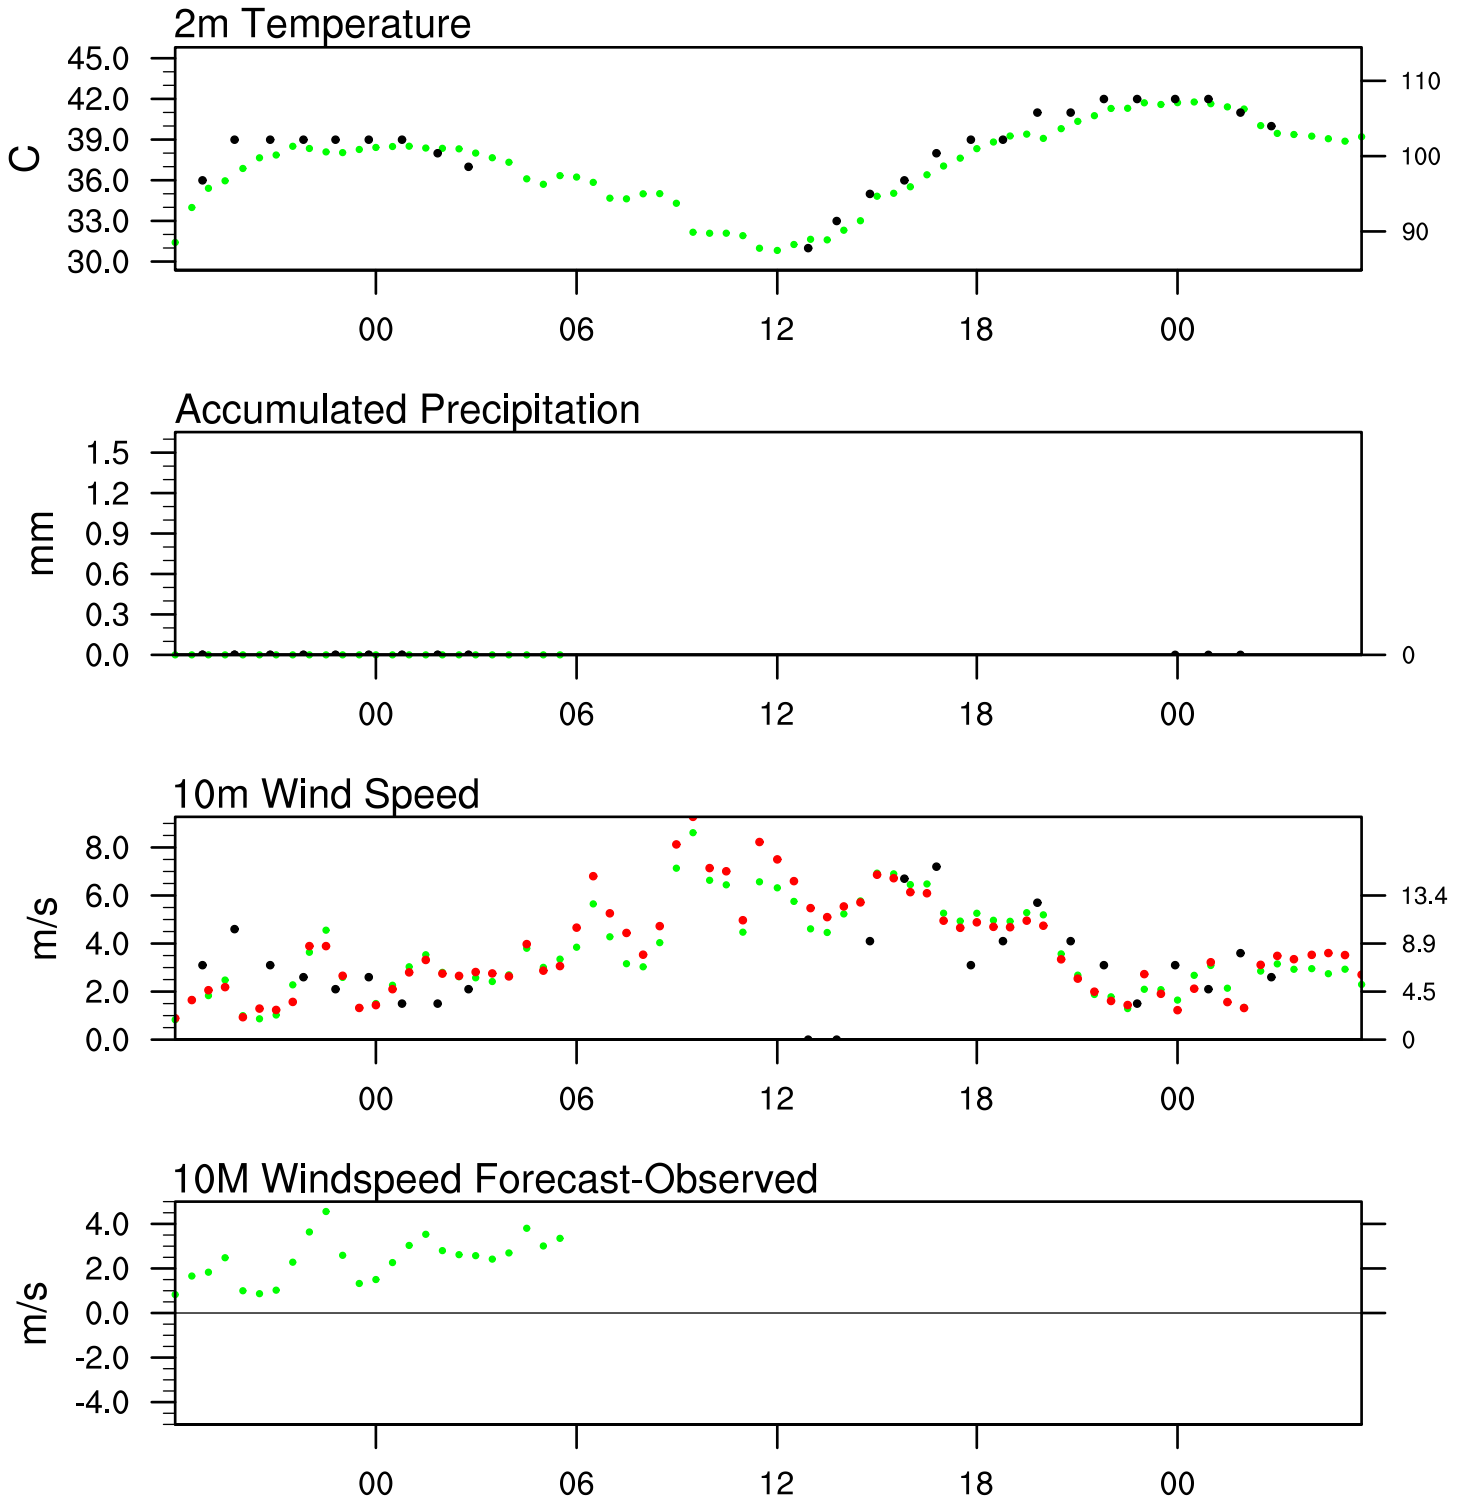 2m Temperature
45.0
42.0
39.0
36.0
33.0
30.0
C
110
100
90
00 06 12 18 00
Accumulated Precipitation
1.5
1.2
0.9
0.6
0.3
0.0
mm
0
00 06 12 18 00
10m Wind Speed
8.0
6.0
4.0
2.0
0.0
m/s
13.4
8.9
4.5
0
00 06 12 18 00
10M Windspeed Forecast-Observed
4.0
2.0
0.0
-2.0
-4.0
m/s
00 06 12 18 00